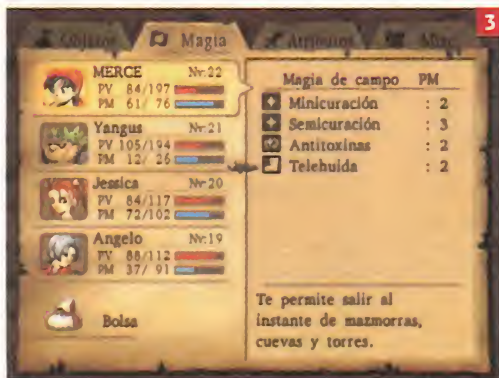 3
Objetos Magia Atributos Misc.
MERCE Nv:22
PV 84/197
PM 61/ 76
Yangus Nv:21
PV 105/194
PM 12/ 26
Jessica Nv:20
PV 84/117
PM 72/102
Angelo Nv:19
PV 88/112
PM 37/ 91
Bolsa
Magia de campo PM
Minicuración : 2
Semicuración : 3
Antitoxinas : 2
Telehuida : 2
Te permite salir al
instante de mazmorras,
cuevas y torres.